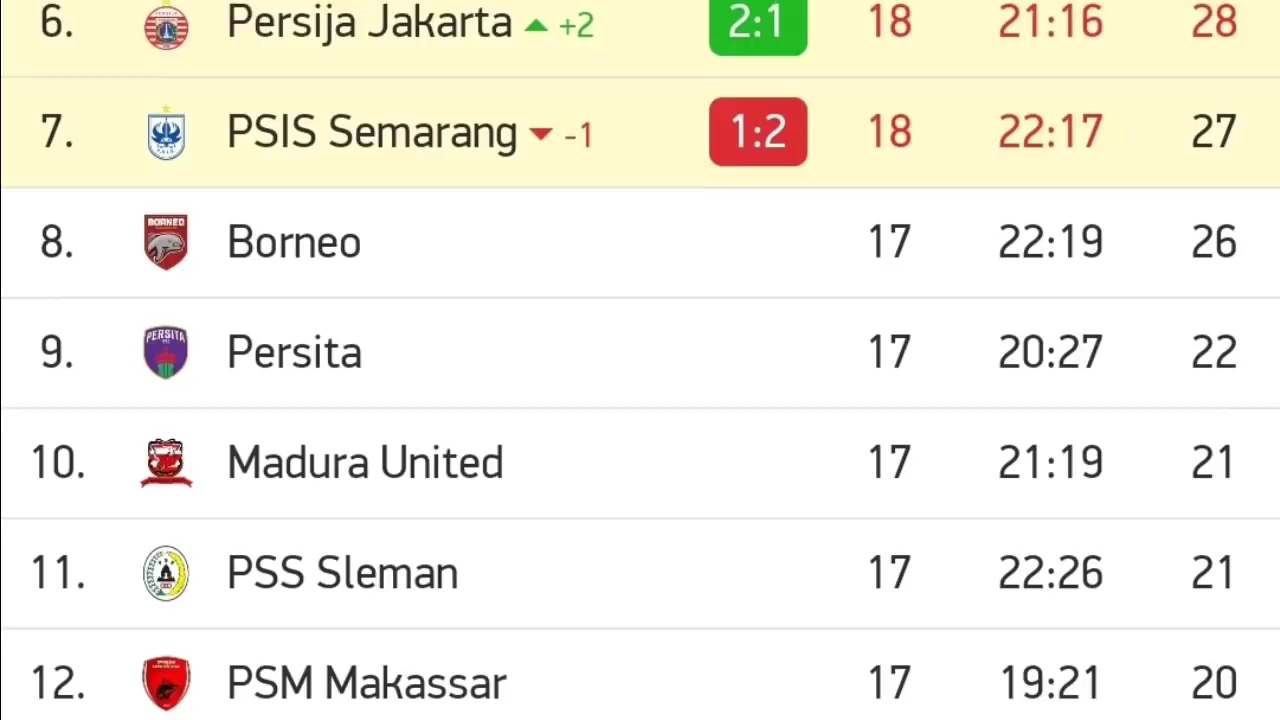 6. Persija Jakarta ▲ +2 2:1 18 21:16 28
7. PSIS Semarang ▼ -1 1:2 18 22:17 27
BORNEO
8. Borneo 17 22:19 26
PERSITA
9. Persita 17 20:27 22
10. Madura United 17 21:19 21
11. PSS Sleman 17 22:26 21
12. PSM Makassar 17 19:21 20